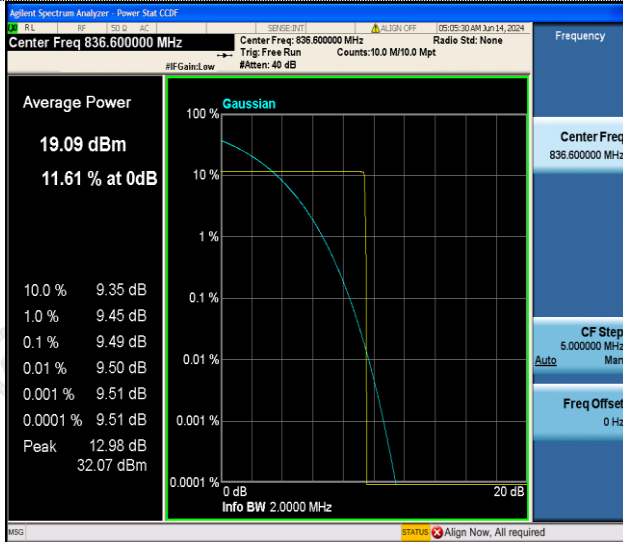 Agilent Spectrum Analyzer - Power Stat CCDF
RL RF 50 Ω AC SENSE:INT ALIGN OFF 05:05:30 AM Jun 14, 2024
Center Freq 836.600000 MHz
Center Freq: 836.600000 MHz Radio Std: None
Trig: Free Run Counts:10.0 M/10.0 Mpt
#IFGain:Low #Atten: 40 dB
Frequency
Average Power
19.09 dBm
11.61 % at 0dB
10.0 % 9.35 dB
1.0 % 9.45 dB
0.1 % 9.49 dB
0.01 % 9.50 dB
0.001 % 9.51 dB
0.0001 % 9.51 dB
Peak 12.98 dB
32.07 dBm
Gaussian
100 %
10 %
1 %
0.1 %
0.01 %
0.001 %
0.0001 %
0 dB 20 dB
Info BW 2.0000 MHz
Center Freq
836.600000 MHz
CF Step
5.000000 MHz
Auto Man
Freq Offset
0 Hz
MSG STATUS Align Now, All required